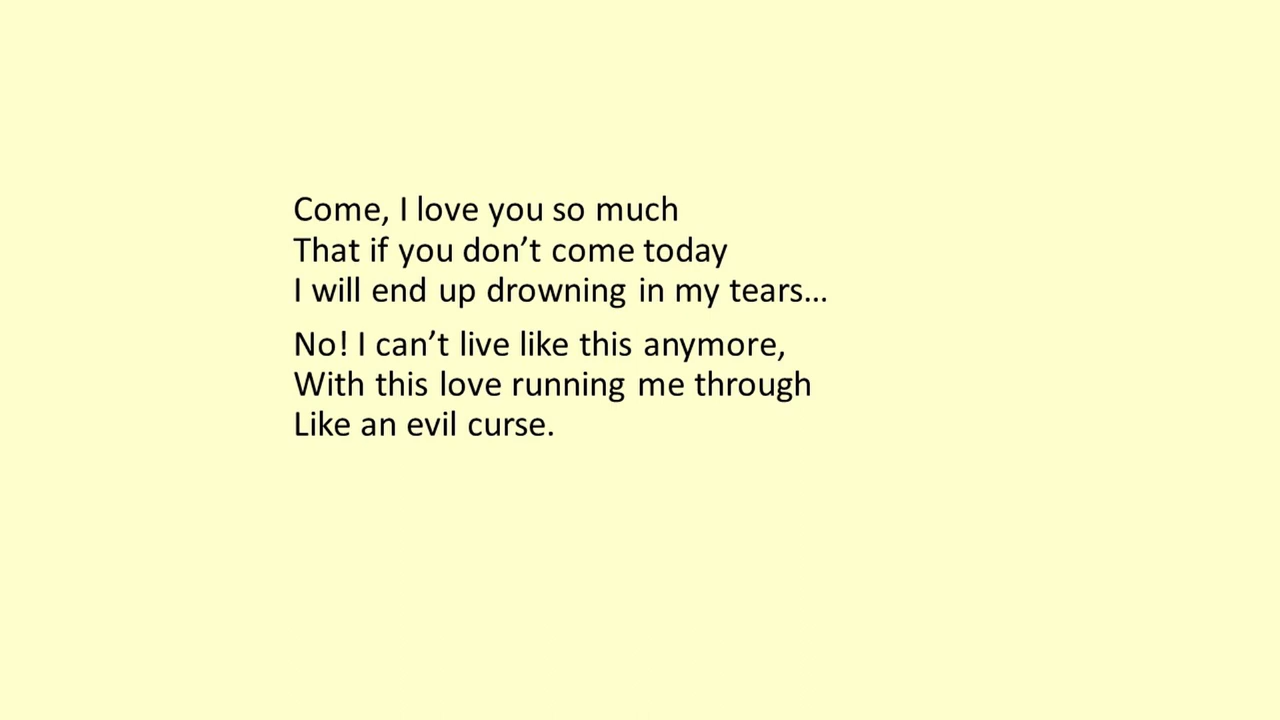 Come, I love you so much
That if you don’t come today
I will end up drowning in my tears…
No! I can’t live like this anymore,
With this love running me through
Like an evil curse.